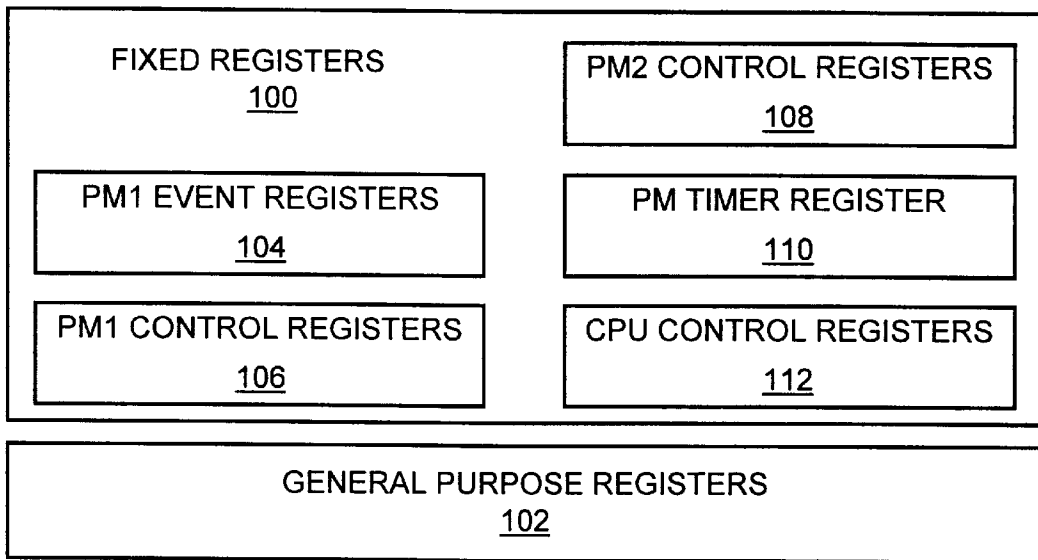 FIXED REGISTERS
100
PM1 EVENT REGISTERS
104
PM1 CONTROL REGISTERS
106
PM2 CONTROL REGISTERS
108
PM TIMER REGISTER
110
CPU CONTROL REGISTERS
112
GENERAL PURPOSE REGISTERS
102